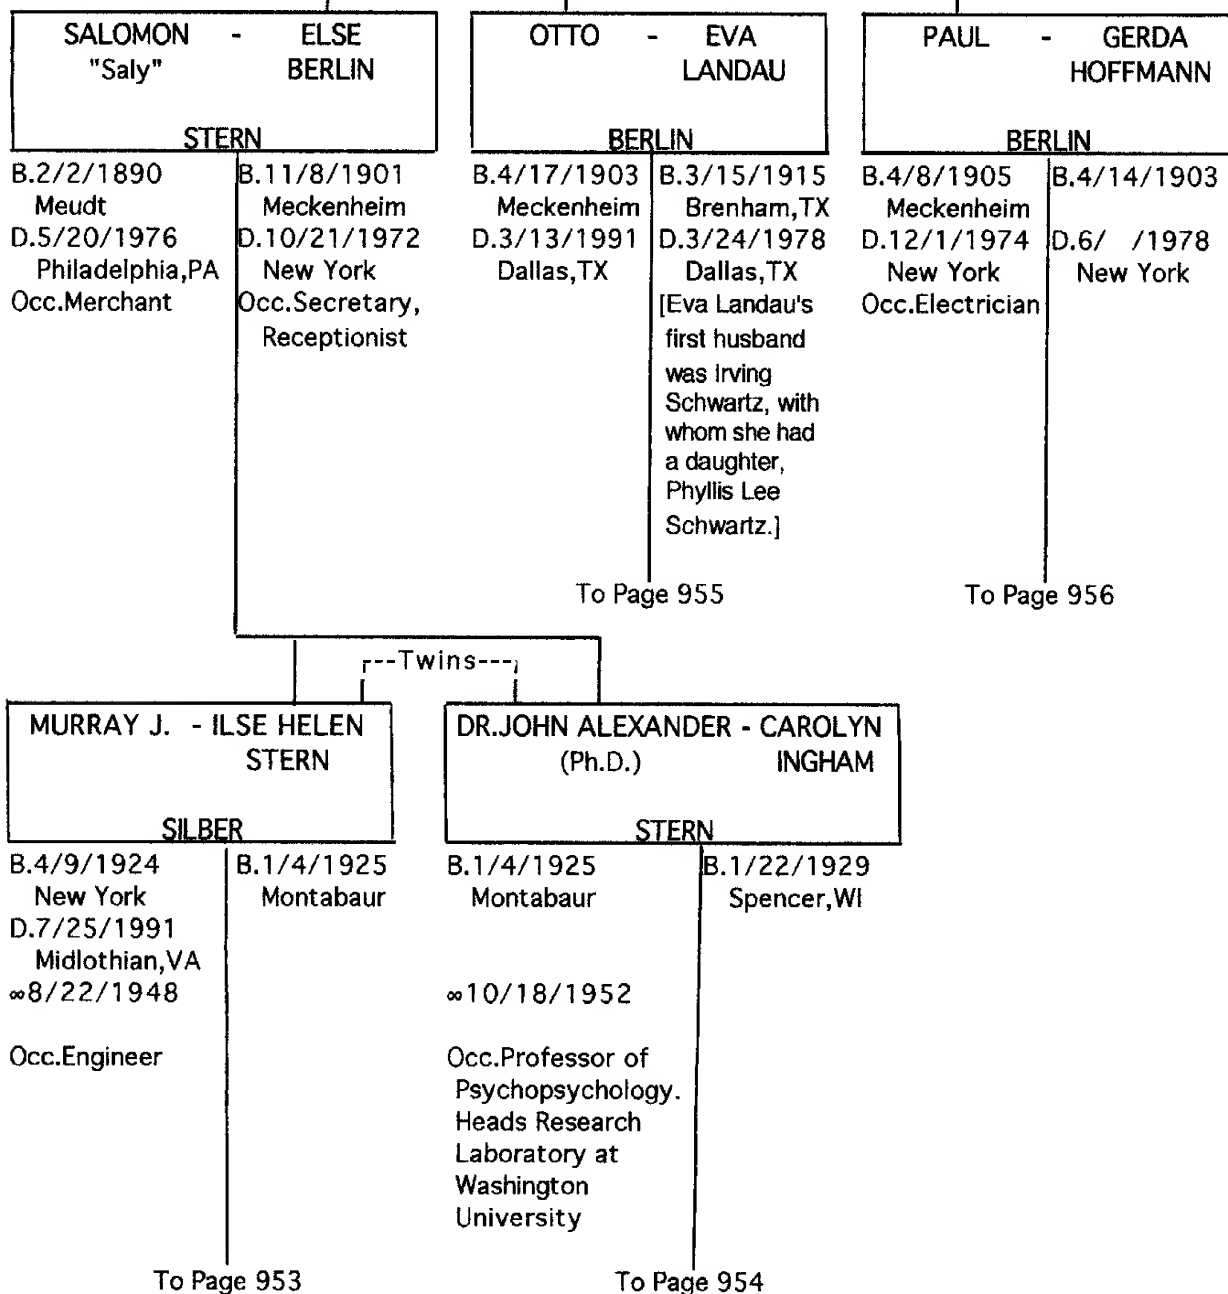 SALOMON - ELSE
"Saly" BERLIN
STERN
B.2/2/1890 B.11/8/1901
Meudt Meckenheim
D.5/20/1976 D.10/21/1972
Philadelphia,PA New York
Occ.Merchant Occ.Secretary,
Receptionist
OTTO - EVA
LANDAU
BERLIN
B.4/17/1903 B.3/15/1915
Meckenheim Brenham,TX
D.3/13/1991 D.3/24/1978
Dallas,TX Dallas,TX
[Eva Landau's
first husband
was Irving
Schwartz, with
whom she had
a daughter,
Phyllis Lee
Schwartz.]
To Page 955
PAUL - GERDA
HOFFMANN
BERLIN
B.4/8/1905 B.4/14/1903
Meckenheim
D.12/1/1974 D.6/ /1978
New York New York
Occ.Electrician
To Page 956
---Twins---
MURRAY J. - ILSE HELEN
STERN
SILBER
B.4/9/1924 B.1/4/1925
New York Montabaur
D.7/25/1991
Midlothian,VA
∞8/22/1948
Occ.Engineer
To Page 953
DR.JOHN ALEXANDER - CAROLYN
(Ph.D.) INGHAM
STERN
B.1/4/1925 B.1/22/1929
Montabaur Spencer,WI
∞10/18/1952
Occ.Professor of
Psychopsychology.
Heads Research
Laboratory at
Washington
University
To Page 954